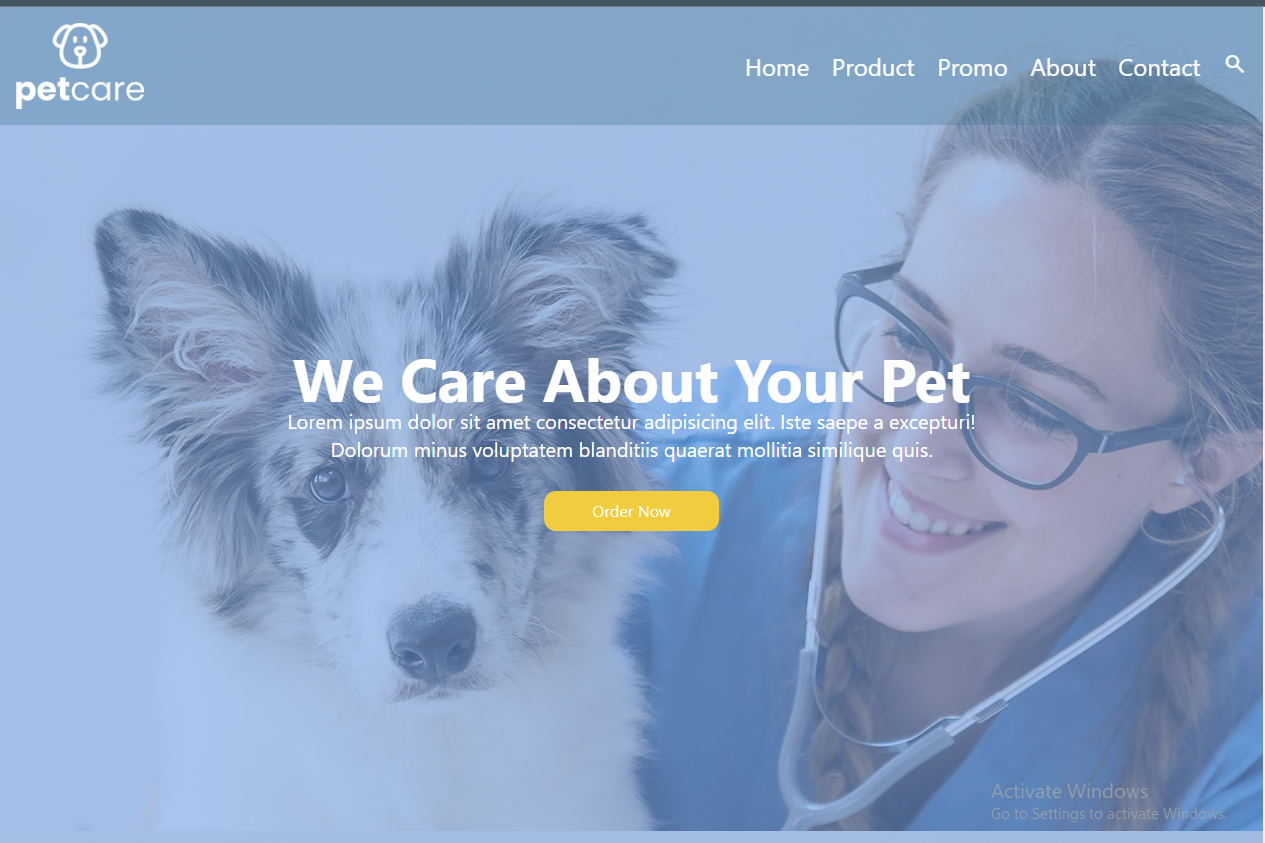 petcare
Home Product Promo About Contact
We Care About Your Pet
Lorem ipsum dolor sit amet consectetur adipisicing elit. Iste saepe a excepturi!
Dolorum minus voluptatem blanditiis quaerat mollitia similique quis.
Order Now
Activate Windows
Go to Settings to activate Windows.